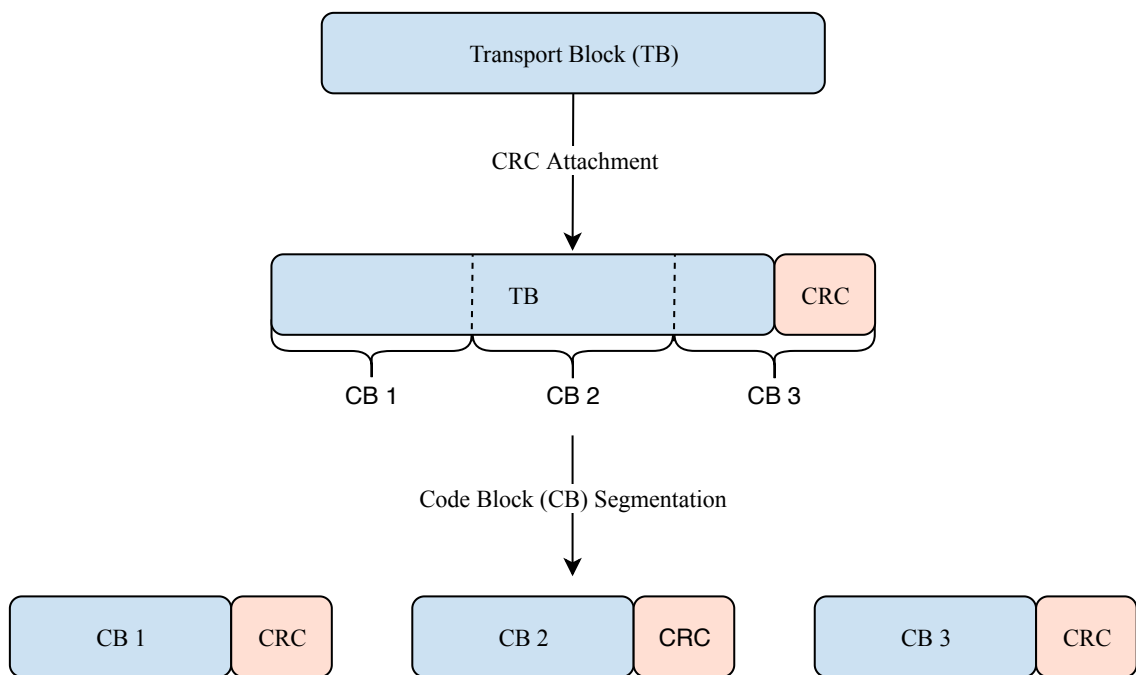 Transport Block (TB)
CRC Attachment
TB
CRC
CB 1
CB 2
CB 3
Code Block (CB) Segmentation
CB 1
CRC
CB 2
CRC
CB 3
CRC